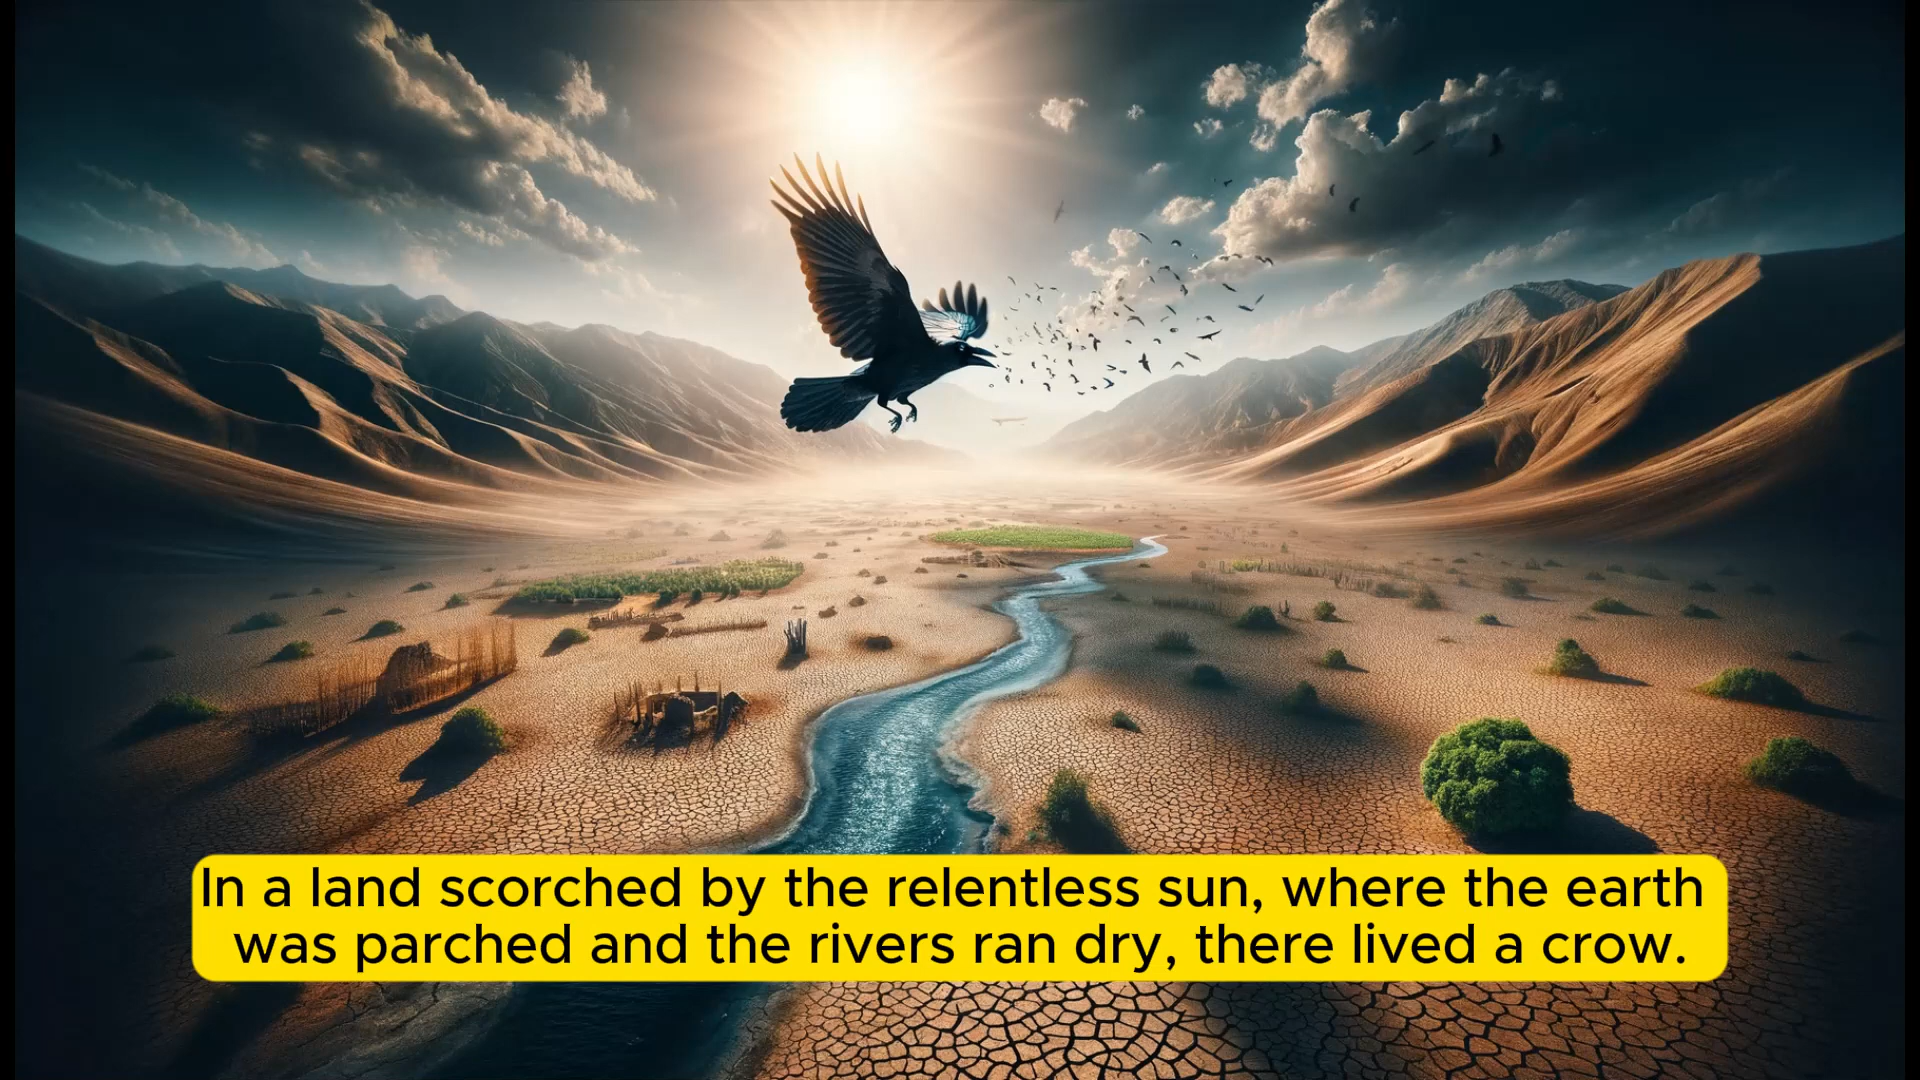 In a land scorched by the relentless sun, where the earth
was parched and the rivers ran dry, there lived a crow.